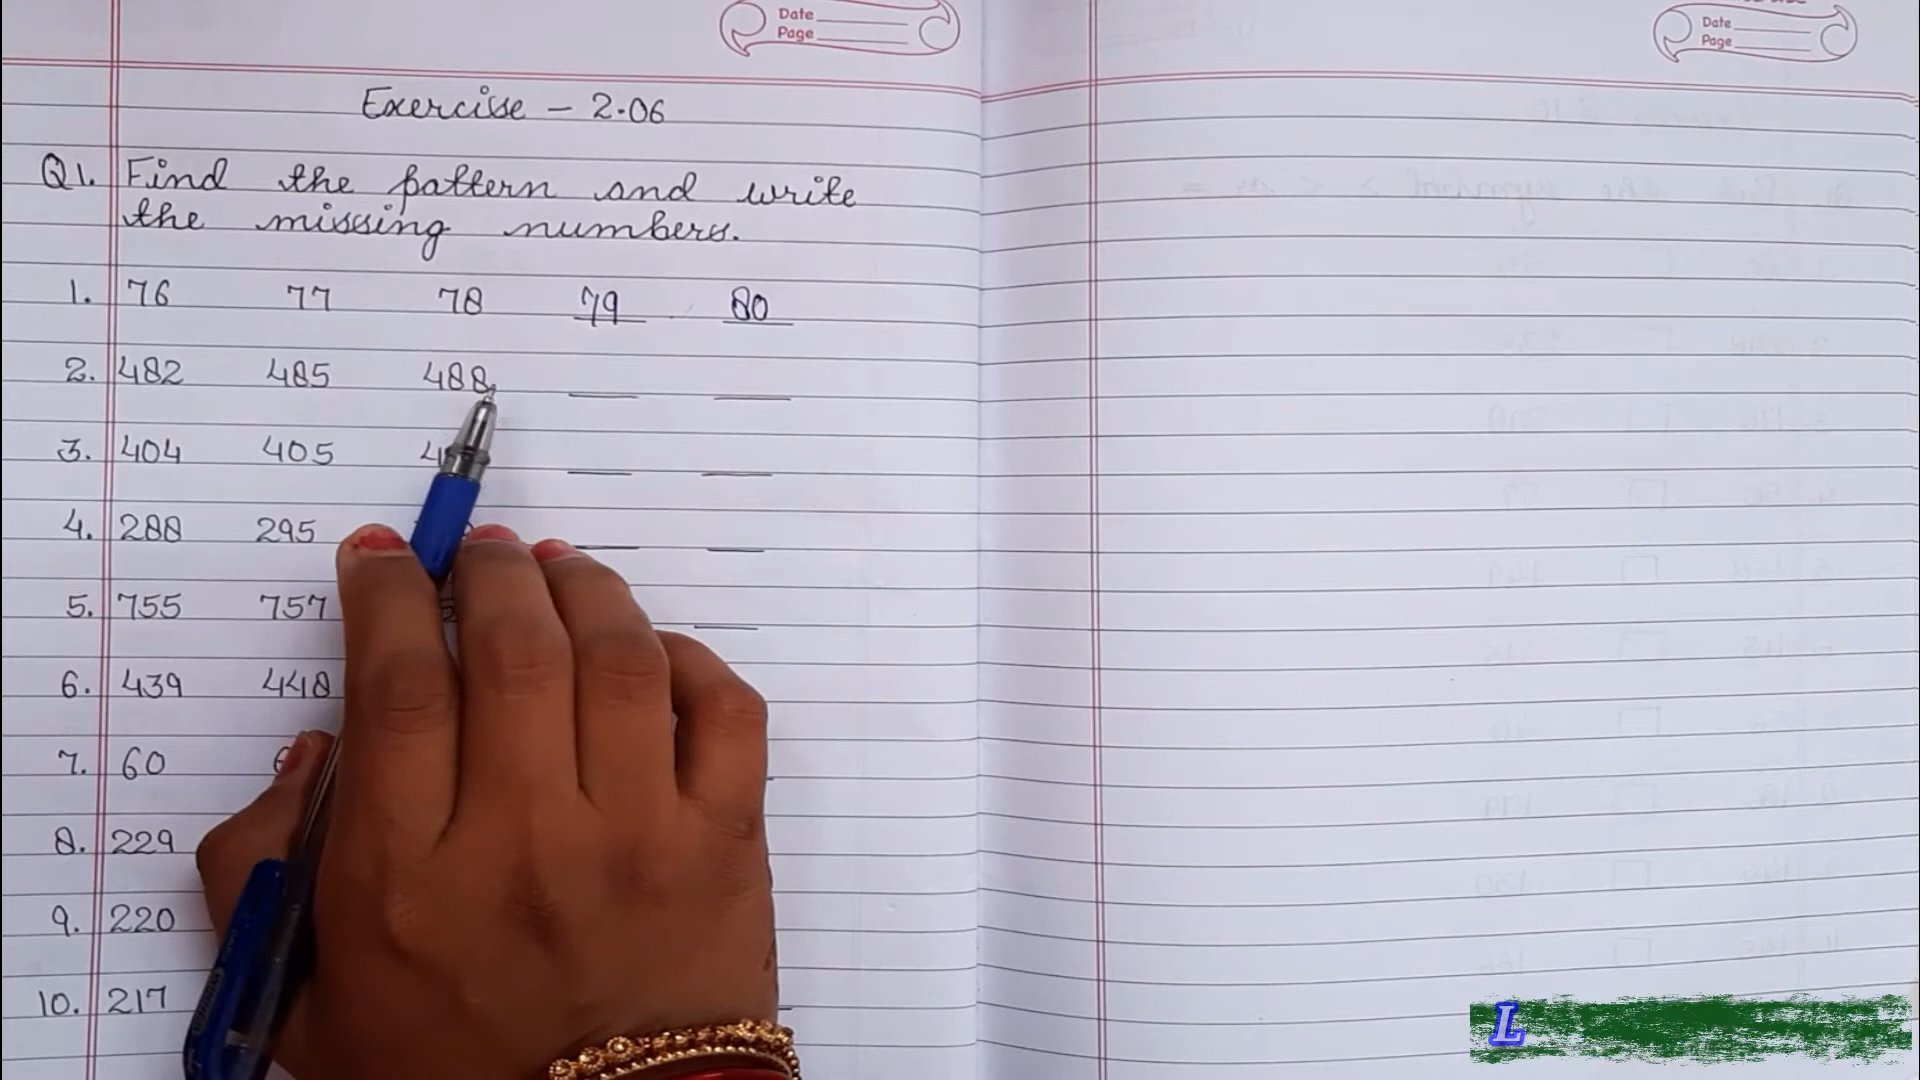 Date
Page
Date
Page
Exercise - 2.06
Q1. Find the pattern and write
the missing numbers.
1. 76 77 78 79 80
2. 482 485 488
3. 404 405
4. 288 295
5. 755 757
6. 439 448
7. 60
8. 229
9. 220
10. 217
L